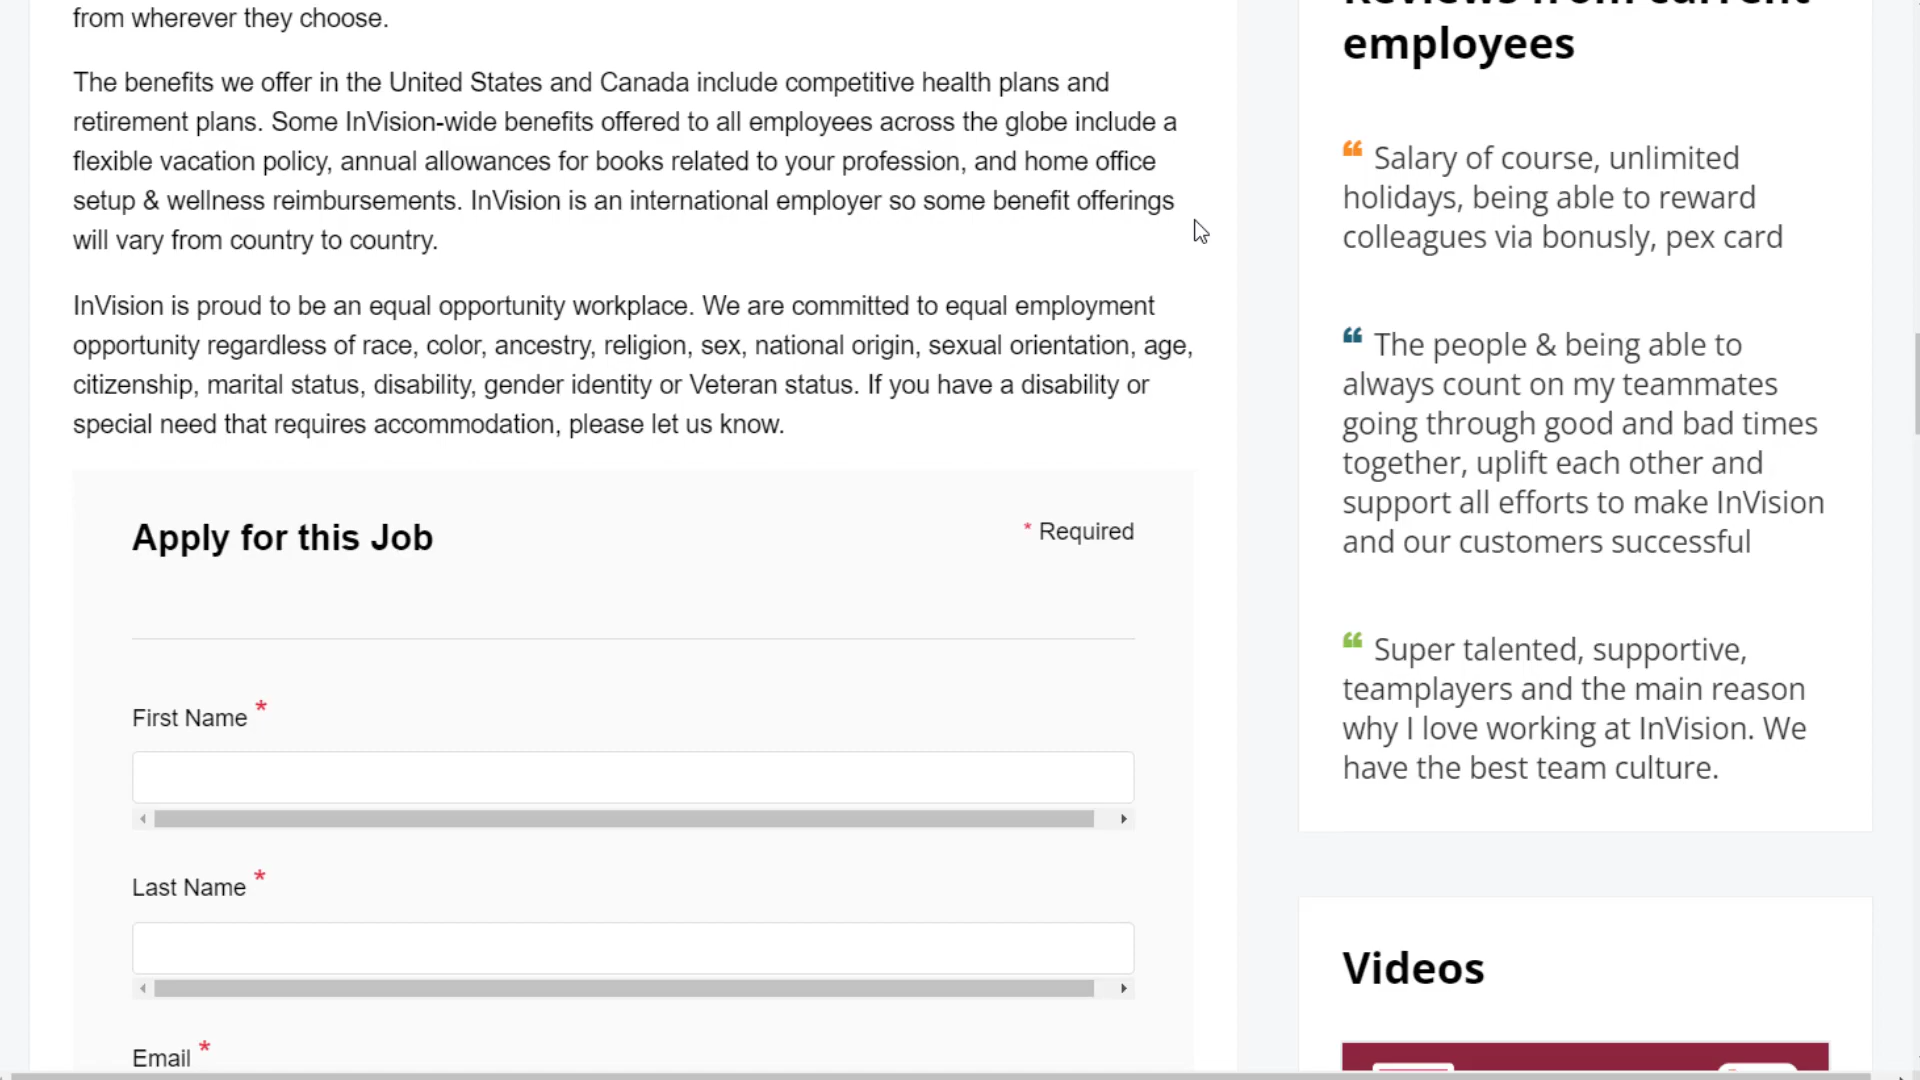 from wherever they choose.
The benefits we offer in the United States and Canada include competitive health plans and
retirement plans. Some InVision-wide benefits offered to all employees across the globe include a
flexible vacation policy, annual allowances for books related to your profession, and home office
setup & wellness reimbursements. InVision is an international employer so some benefit offerings
will vary from country to country.
InVision is proud to be an equal opportunity workplace. We are committed to equal employment
opportunity regardless of race, color, ancestry, religion, sex, national origin, sexual orientation, age,
citizenship, marital status, disability, gender identity or Veteran status. If you have a disability or
special need that requires accommodation, please let us know.
Apply for this Job
* Required
First Name *
Last Name *
Email *
Reviews from current
employees
❝ Salary of course, unlimited
holidays, being able to reward
colleagues via bonusly, pex card
❝ The people & being able to
always count on my teammates
going through good and bad times
together, uplift each other and
support all efforts to make InVision
and our customers successful
❝ Super talented, supportive,
teamplayers and the main reason
why I love working at InVision. We
have the best team culture.
Videos